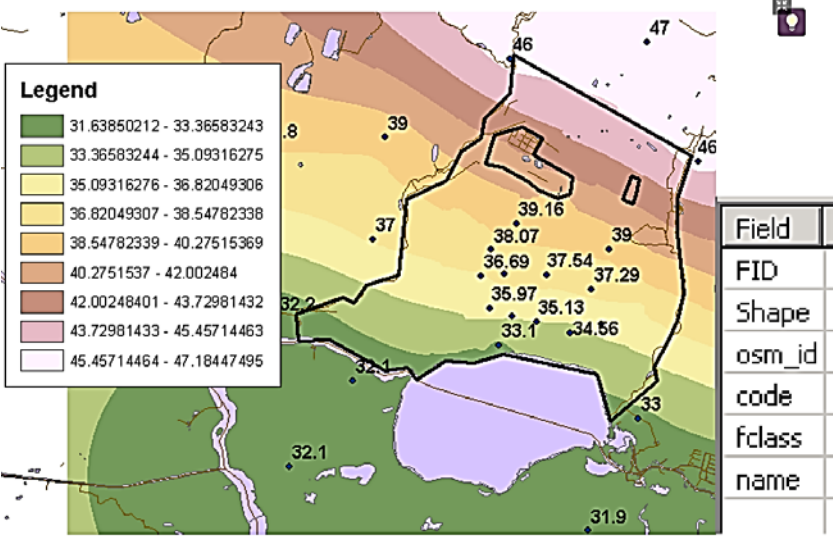 47
46
Legend
31.63850212 - 33.36583243
33.36583244 - 35.09316275
35.09316276 - 36.82049306
36.82049307 - 38.54782338
38.54782339 - 40.27515369
40.2751537 - 42.002484
42.00248401 - 43.72981432
43.72981433 - 45.45714463
45.45714464 - 47.18447495
.8
39
46
39.16
37
38.07
39
36.69
37.54
37.29
35.97
35.13
32.2
33.1
32.1
33
32.1
31.9
Field
FID
Shape
osm_id
code
fclass
name